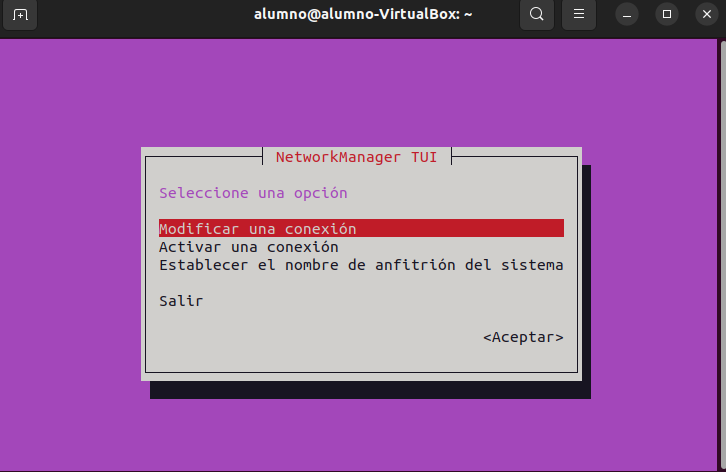 alumno@alumno-VirtualBox: ~
NetworkManager TUI
Seleccione una opción
Modificar una conexión
Activar una conexión
Establecer el nombre de anfitrión del sistema
Salir
<Aceptar>